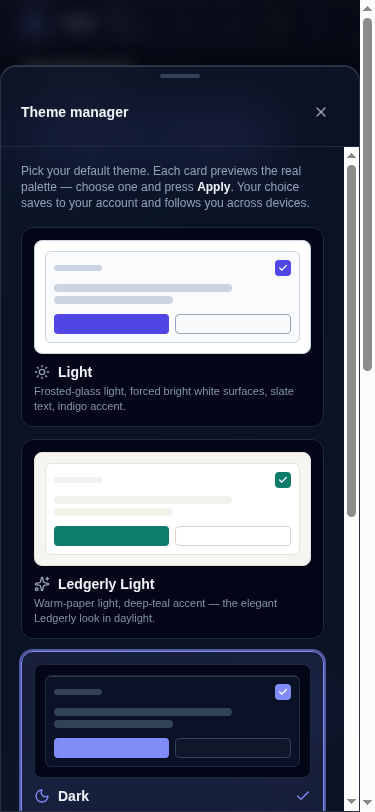 Theme manager
Pick your default theme. Each card previews the real
palette — choose one and press Apply. Your choice
saves to your account and follows you across devices.
Light
Frosted-glass light, forced bright white surfaces, slate
text, indigo accent.
Ledgerly Light
Warm-paper light, deep-teal accent — the elegant
Ledgerly look in daylight.
Dark